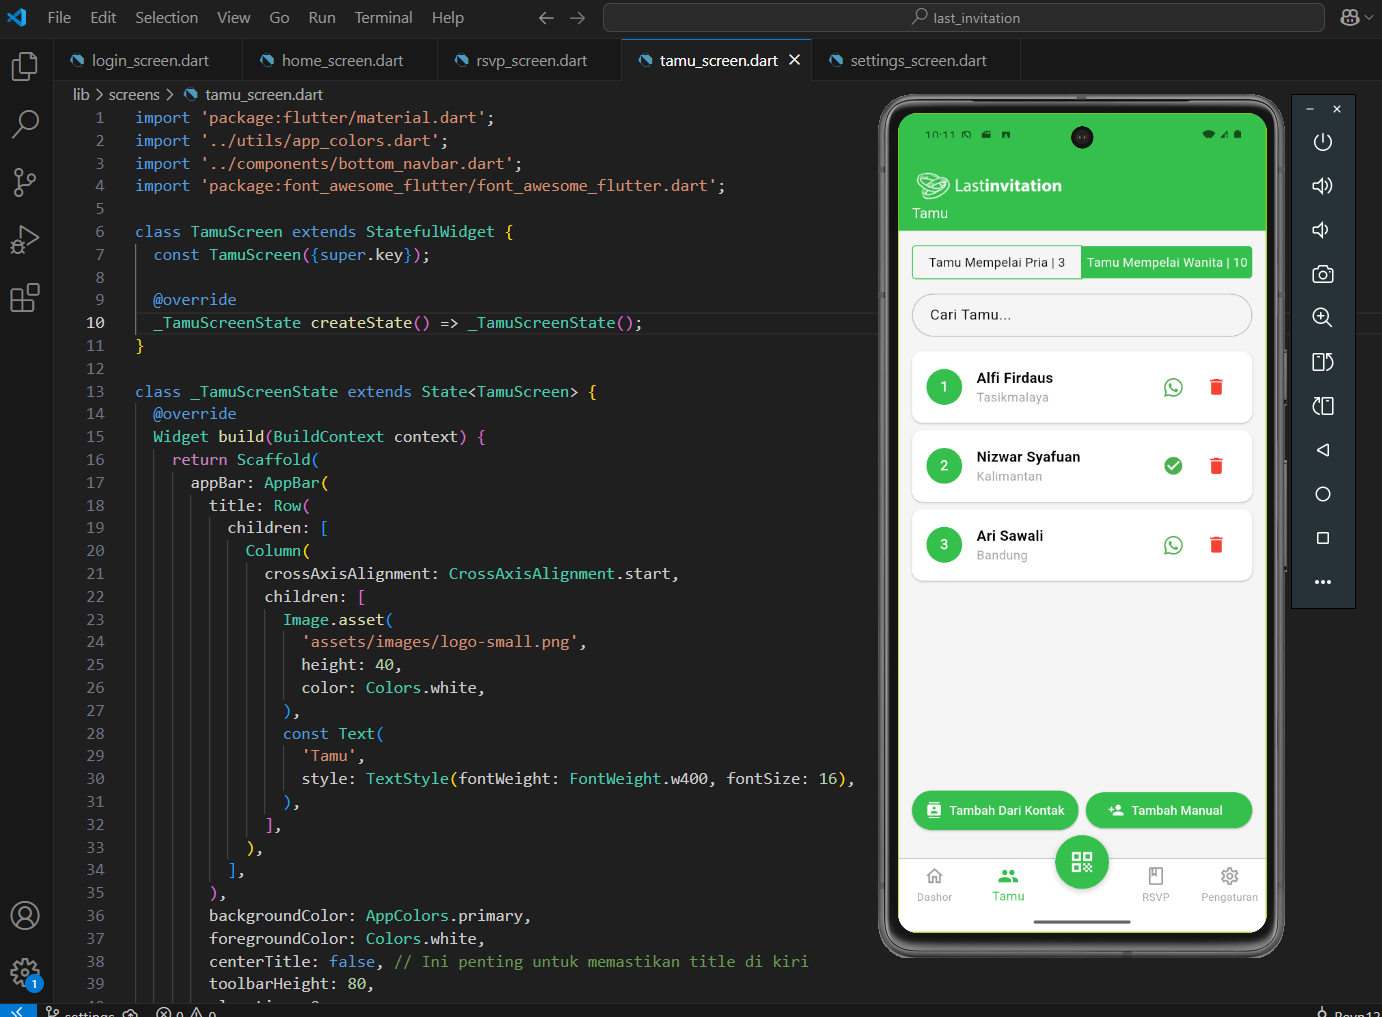 File Edit Selection View Go Run Terminal Help
last_invitation
login_screen.dart home_screen.dart rsvp_screen.dart tamu_screen.dart settings_screen.dart
lib > screens > tamu_screen.dart
1 import 'package:flutter/material.dart';
2 import '../utils/app_colors.dart';
3 import '../components/bottom_navbar.dart';
4 import 'package:font_awesome_flutter/font_awesome_flutter.dart';
5
6 class TamuScreen extends StatefulWidget {
7 const TamuScreen({super.key});
8
9 @override
10 _TamuScreenState createState() => _TamuScreenState();
11 }
12
13 class _TamuScreenState extends State<TamuScreen> {
14 @override
15 Widget build(BuildContext context) {
16 return Scaffold(
17 appBar: AppBar(
18 title: Row(
19 children: [
20 Column(
21 crossAxisAlignment: CrossAxisAlignment.start,
22 children: [
23 Image.asset(
24 'assets/images/logo-small.png',
25 height: 40,
26 color: Colors.white,
27 ),
28 const Text(
29 'Tamu',
30 style: TextStyle(fontWeight: FontWeight.w400, fontSize: 16),
31 ),
32 ],
33 ),
34 ],
35 ),
36 backgroundColor: AppColors.primary,
37 foregroundColor: Colors.white,
38 centerTitle: false, // Ini penting untuk memastikan title di kiri
39 toolbarHeight: 80,
1
settings
0 0
10:11
Lastinvitation
Tamu
Tamu Mempelai Pria | 3
Tamu Mempelai Wanita | 10
Cari Tamu...
1
Alfi Firdaus
Tasikmalaya
2
Nizwar Syafuan
Kalimantan
3
Ari Sawali
Bandung
Tambah Dari Kontak
Tambah Manual
Dashor
Tamu
RSVP
Pengaturan